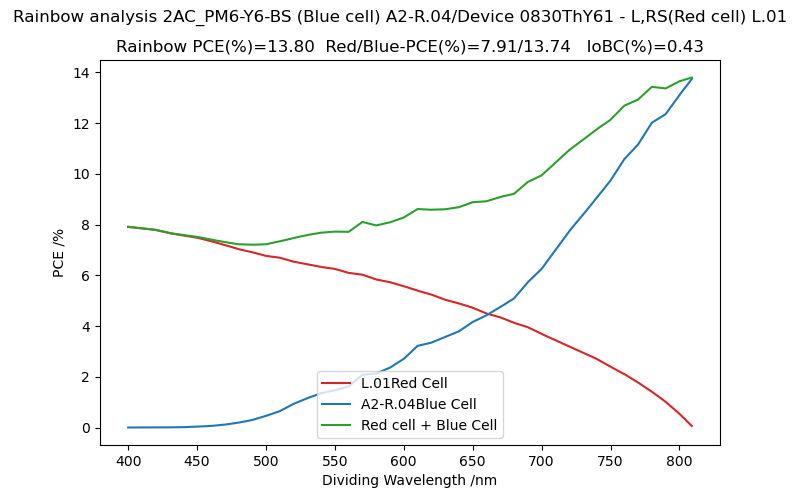 Rainbow analysis 2AC_PM6-Y6-BS (Blue cell) A2-R.04/Device 0830ThY61 - L,RS(Red cell) L.01
Rainbow PCE(%)=13.80  Red/Blue-PCE(%)=7.91/13.74   IoBC(%)=0.43
14
12
10
8
6
4
2
0
PCE /%
L.01Red Cell
A2-R.04Blue Cell
Red cell + Blue Cell
400 450 500 550 600 650 700 750 800
Dividing Wavelength /nm